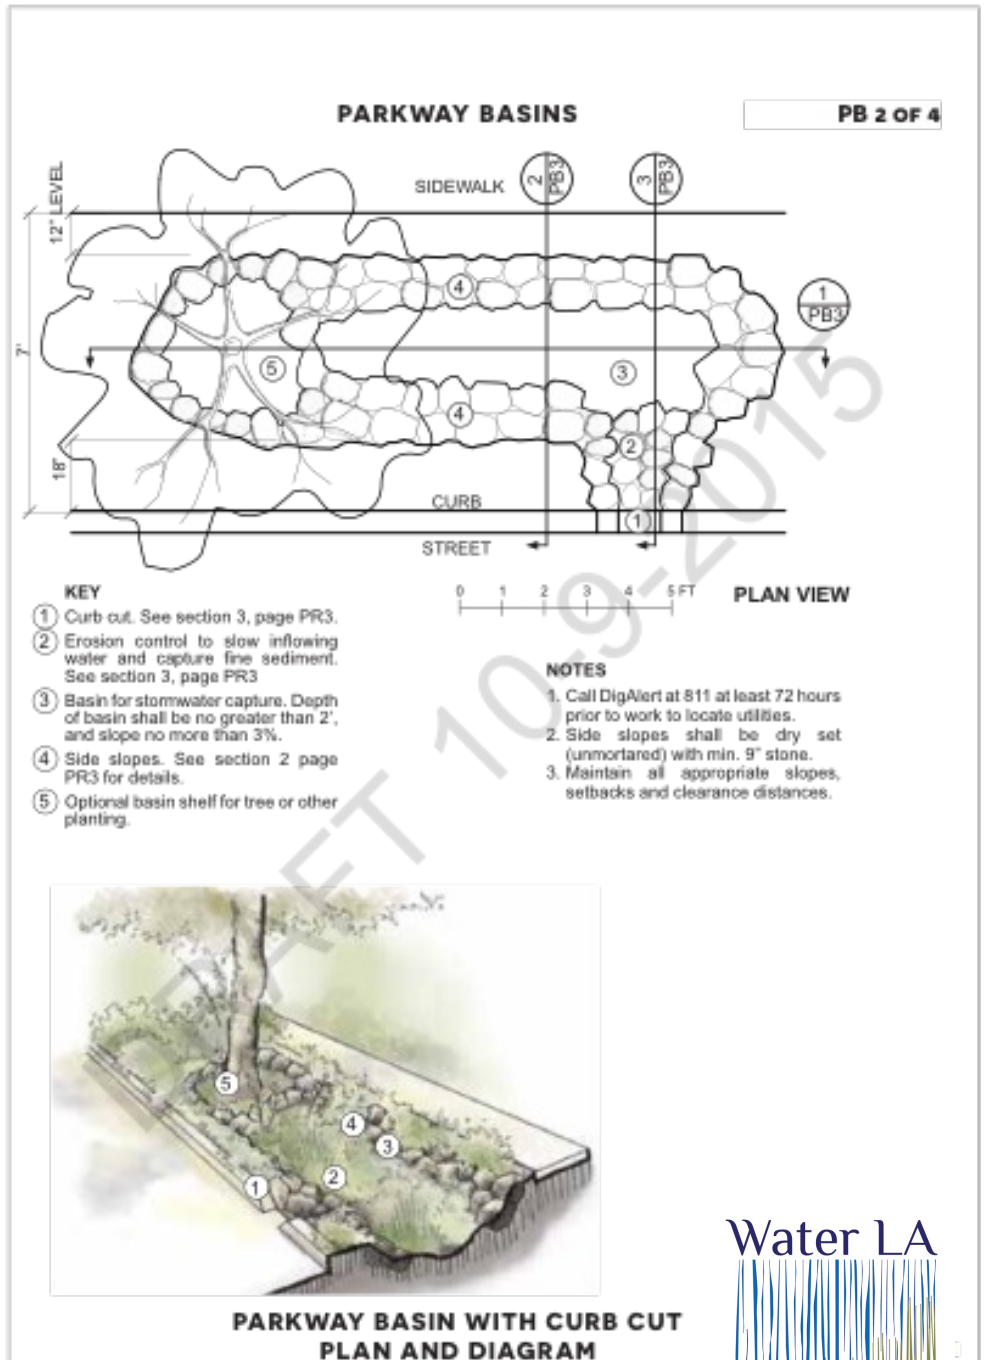 PARKWAY BASINS
PB 2 OF 4
12" LEVEL
SIDEWALK
2
PB3
3
PB3
1
PB3
7'
4
5
3
4
2
18"
CURB
1
STREET
KEY
1 Curb cut. See section 3, page PR3.
2 Erosion control to slow inflowing
water and capture fine sediment.
See section 3, page PR3
3 Basin for stormwater capture. Depth
of basin shall be no greater than 2',
and slope no more than 3%.
4 Side slopes. See section 2 page
PR3 for details.
5 Optional basin shelf for tree or other
planting.
0 1 2 3 4 5 FT
PLAN VIEW
NOTES
1. Call DigAlert at 811 at least 72 hours
prior to work to locate utilities.
2. Side slopes shall be dry set
(unmortared) with min. 9" stone.
3. Maintain all appropriate slopes,
setbacks and clearance distances.
DRAFT 10-9-2015
5
4
3
2
1
Water LA
PARKWAY BASIN WITH CURB CUT
PLAN AND DIAGRAM